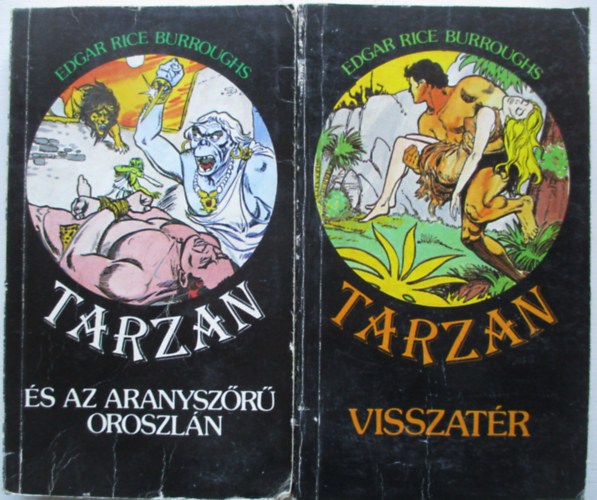 EDGAR RICE BURROUGHS
TARZAN
ÉS AZ ARANYSZŐRŰ
OROSZLÁN
EDGAR RICE BURROUGHS
TARZAN
VISSZATÉR